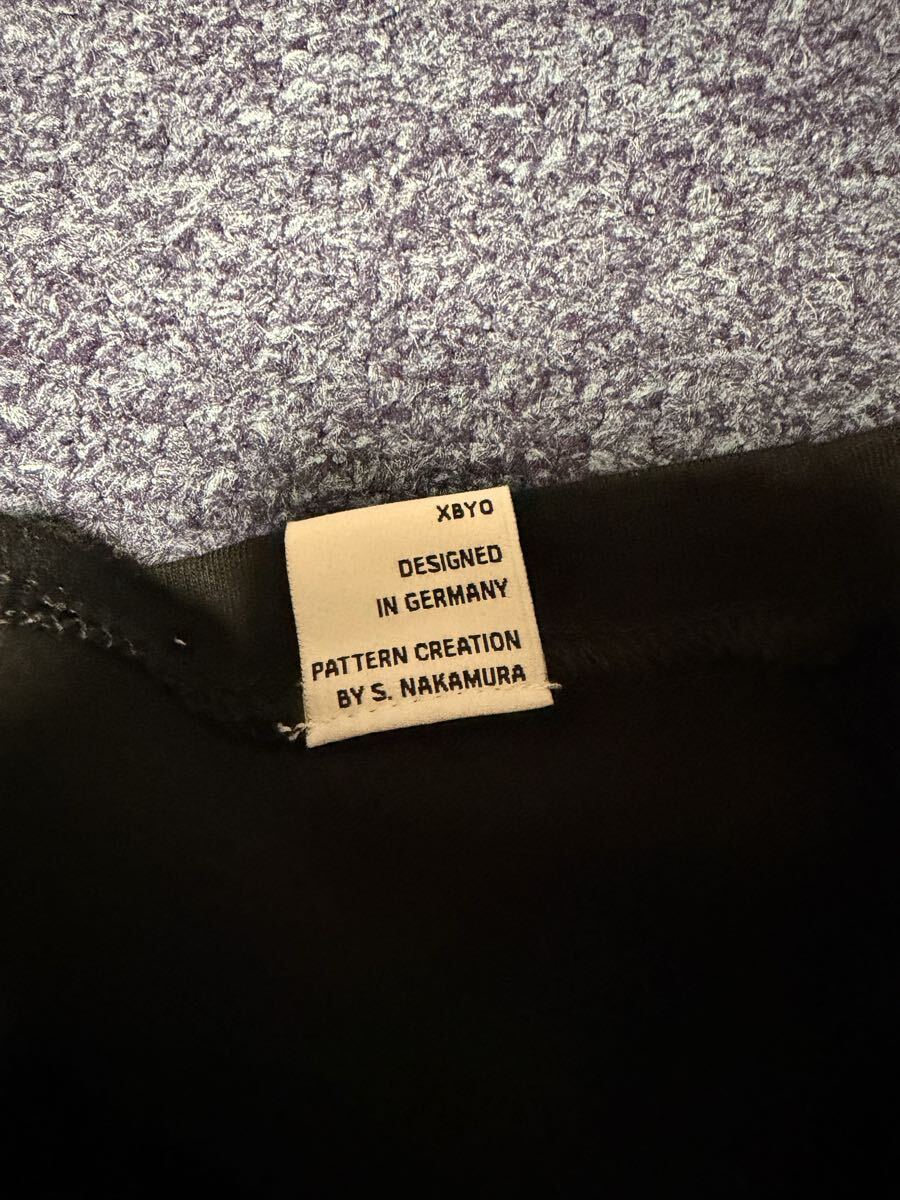 XBYO
DESIGNED
IN GERMANY
PATTERN CREATION
BY S. NAKAMURA